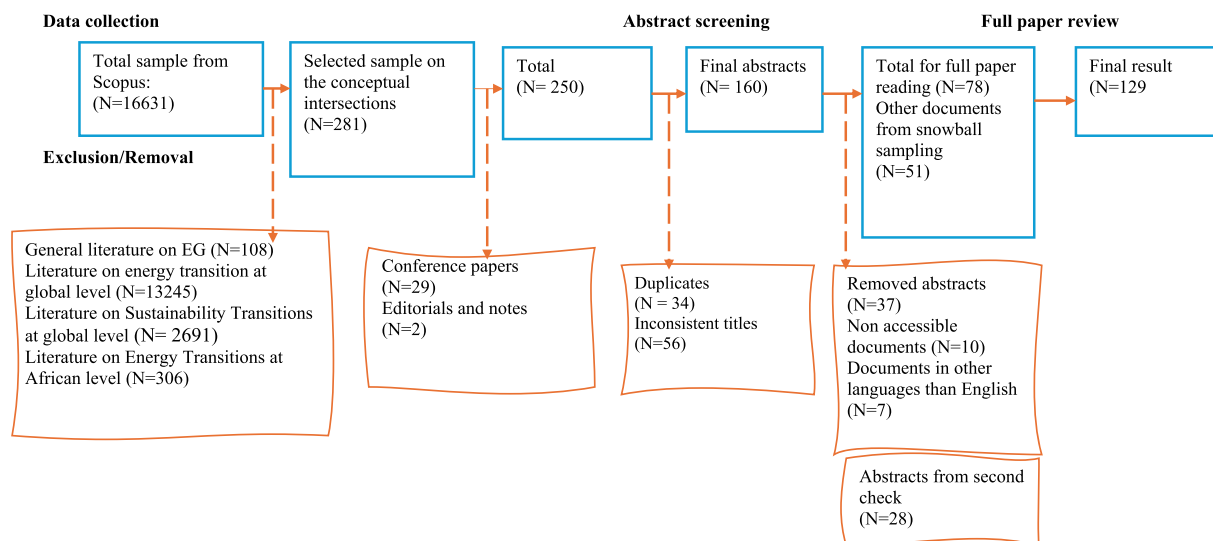 Data collection
Abstract screening
Full paper review
Total sample from
Scopus:
(N=16631)
Selected sample on
the conceptual
intersections
(N=281)
Total
(N= 250)
Final abstracts
(N= 160)
Total for full paper
reading (N=78)
Other documents
from snowball
sampling
(N=51)
Final result
(N=129
Exclusion/Removal
General literature on EG (N=108)
Literature on energy transition at
global level (N=13245)
Literature on Sustainability Transitions
at global level (N= 2691)
Literature on Energy Transitions at
African level (N=306)
Conference papers
(N=29)
Editorials and notes
(N=2)
Duplicates
(N = 34)
Inconsistent titles
(N=56)
Removed abstracts
(N=37)
Non accessible
documents (N=10)
Documents in other
languages than English
(N=7)
Abstracts from second
check
(N=28)